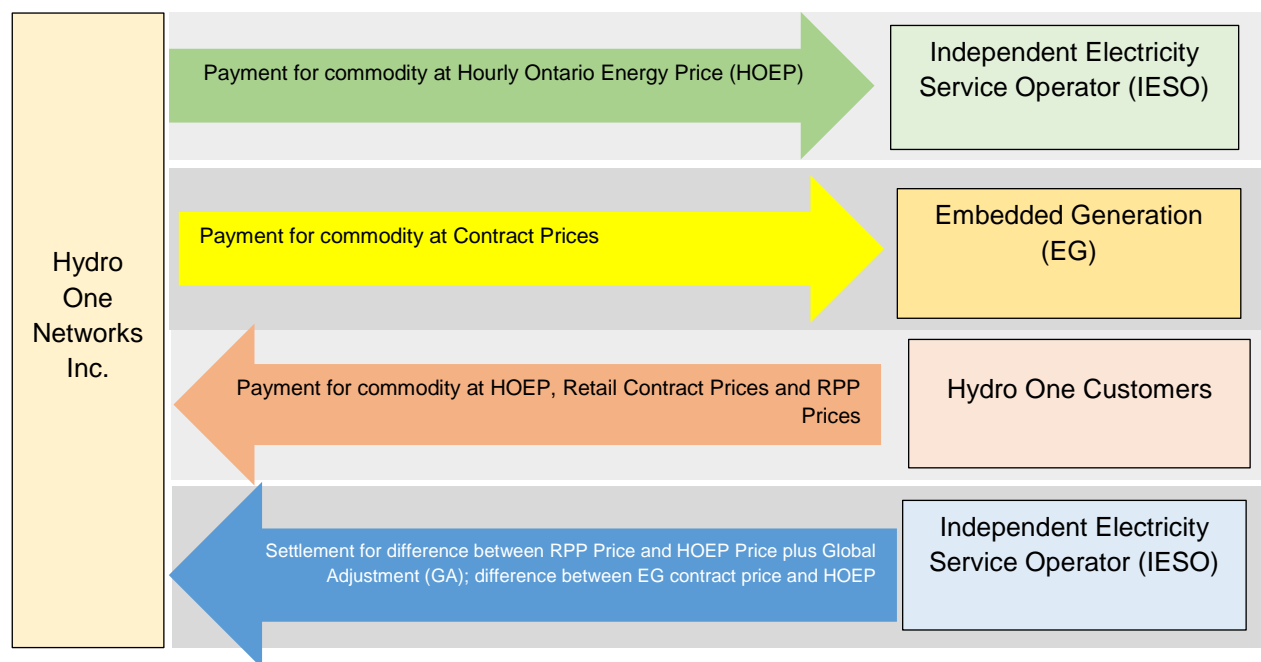 Hydro
One
Networks
Inc.
Payment for commodity at Hourly Ontario Energy Price (HOEP)
Independent Electricity
Service Operator (IESO)
Payment for commodity at Contract Prices
Embedded Generation
(EG)
Payment for commodity at HOEP, Retail Contract Prices and RPP
Prices
Hydro One Customers
Settlement for difference between RPP Price and HOEP Price plus Global
Adjustment (GA); difference between EG contract price and HOEP
Independent Electricity
Service Operator (IESO)